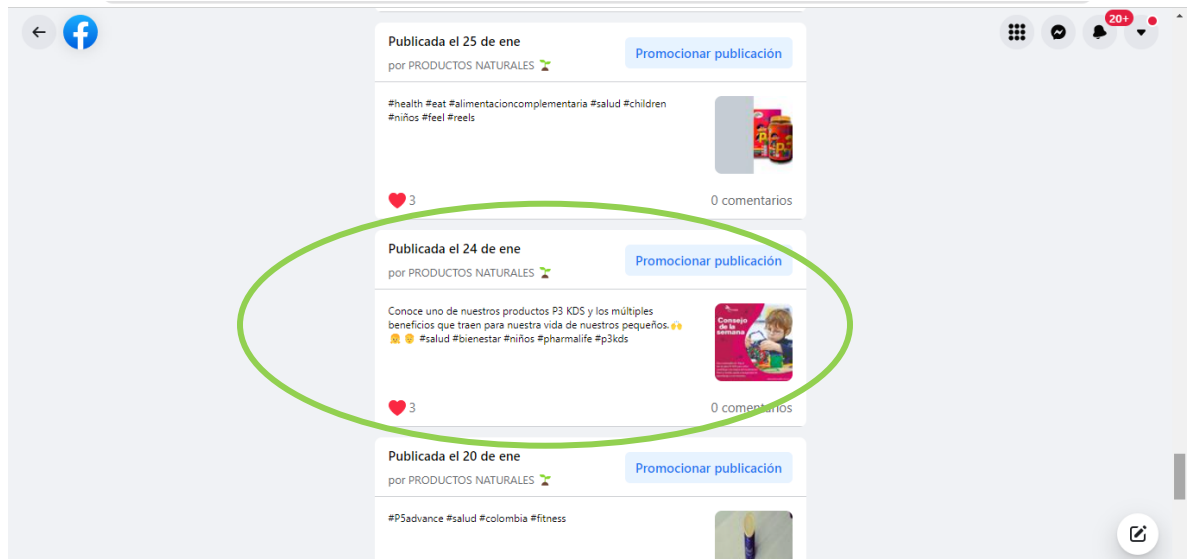 20+
Publicada el 25 de ene
Promocionar publicación
por PRODUCTOS NATURALES 🌱
#health #eat #alimentacioncomplementaria #salud #children
#niños #feel #reels
3
0 comentarios
Publicada el 24 de ene
Promocionar publicación
por PRODUCTOS NATURALES 🌱
Conoce uno de nuestros productos P3 KDS y los múltiples
beneficios que traen para nuestra vida de nuestros pequeños.🙌
👧 👦 #salud #bienestar #niños #pharmalife #p3kds
Consejo
de la
semana
3
0 comentarios
Publicada el 20 de ene
Promocionar publicación
por PRODUCTOS NATURALES 🌱
#P5advance #salud #colombia #fitness